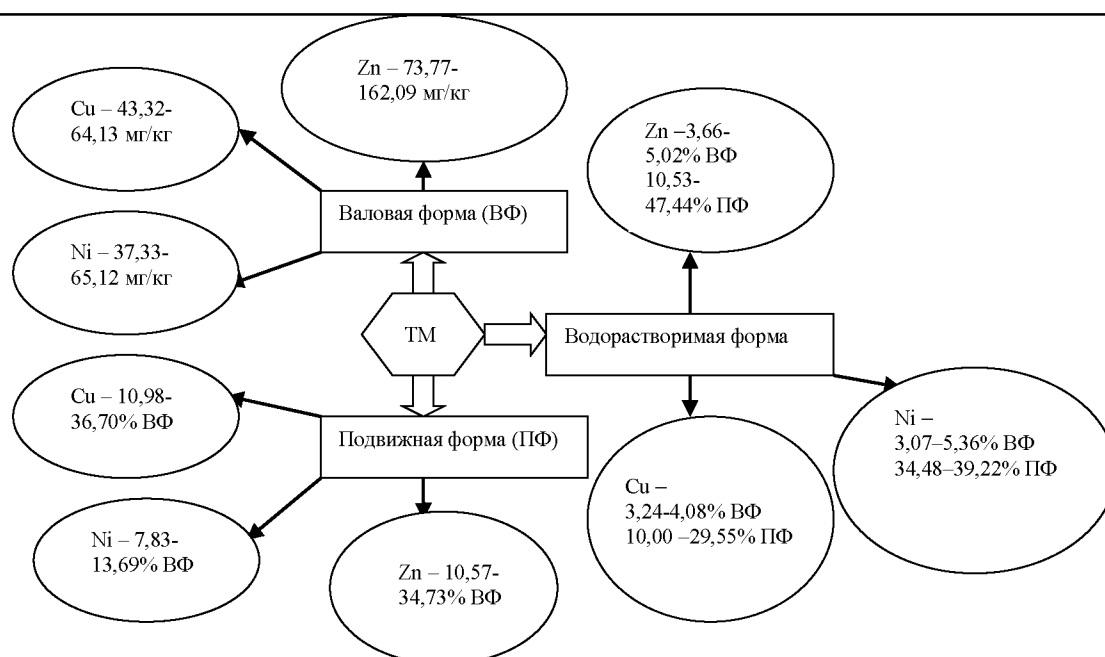 Zn – 73,77-
162,09 мг/кг
Cu – 43,32-
64,13 мг/кг
Zn –3,66-
5,02% ВФ
10,53-
47,44% ПФ
Валовая форма (ВФ)
Ni – 37,33-
65,12 мг/кг
ТМ
Водорастворимая форма
Cu – 10,98-
36,70% ВФ
Подвижная форма (ПФ)
Ni –
3,07–5,36% ВФ
34,48–39,22% ПФ
Cu –
3,24-4,08% ВФ
10,00 –29,55% ПФ
Ni – 7,83-
13,69% ВФ
Zn – 10,57-
34,73% ВФ